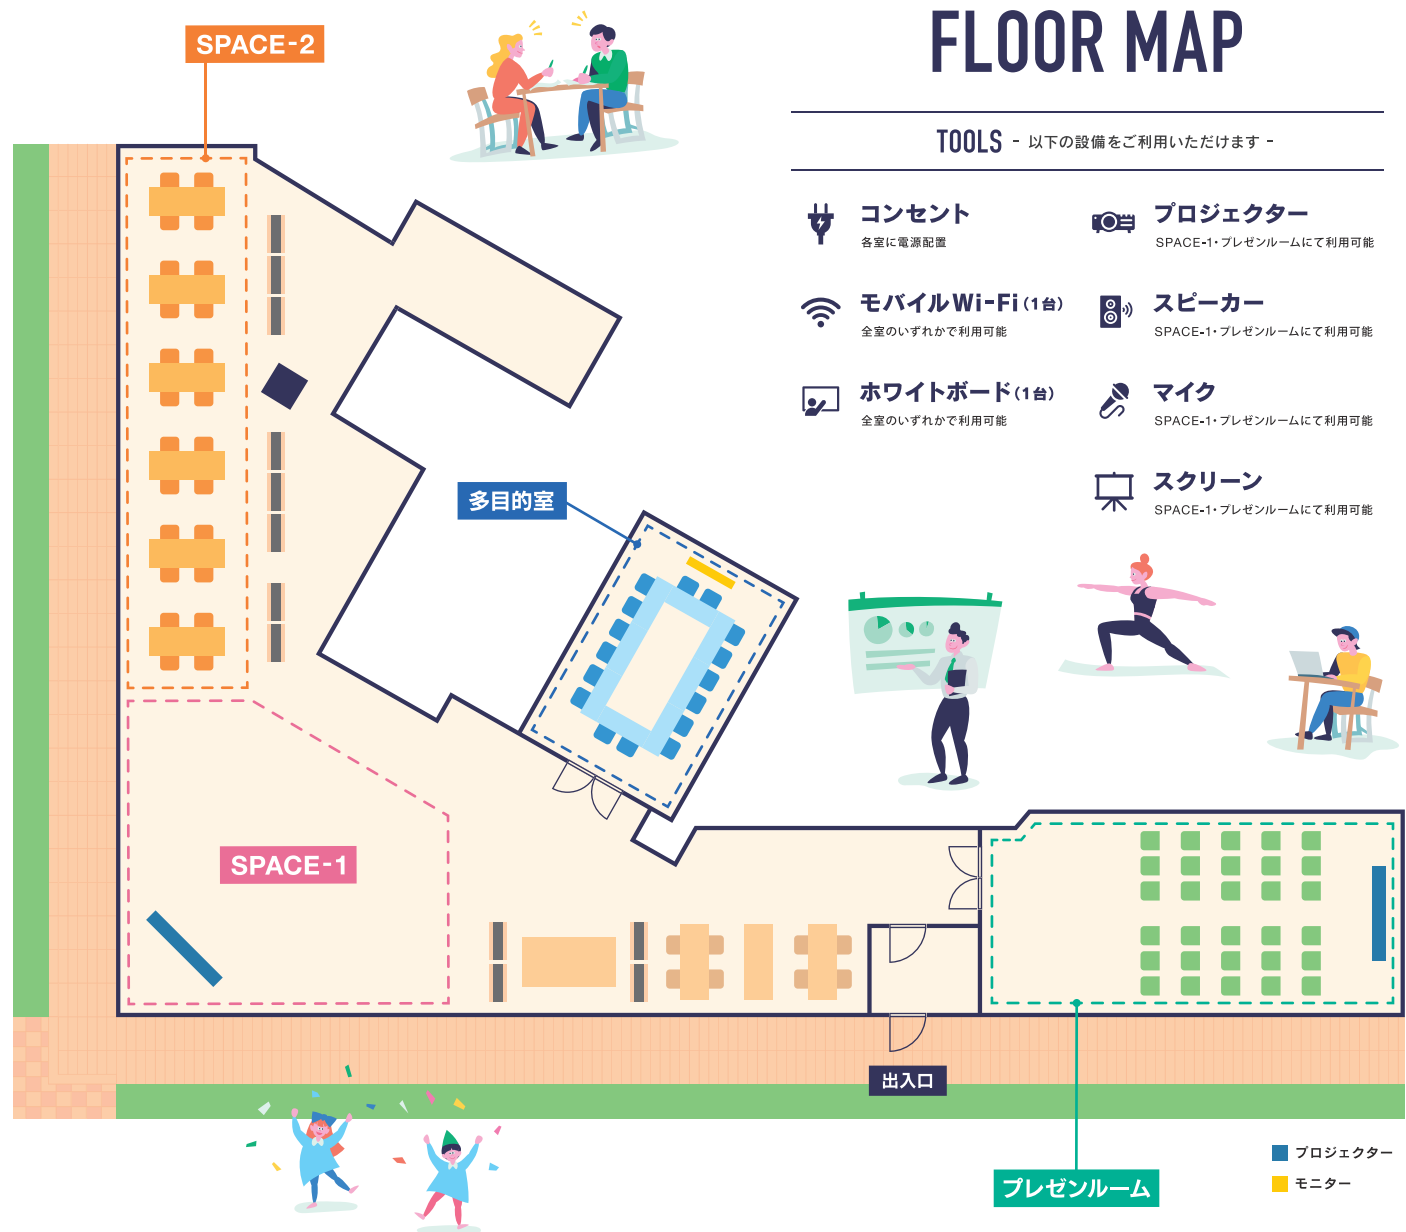 FLOOR MAP
TOOLS - 以下の設備をご利用いただけます -
コンセント
各室に電源配置
プロジェクター
SPACE-1・プレゼンルームにて利用可能
モバイルWi-Fi(1台)
全室のいずれかで利用可能
スピーカー
SPACE-1・プレゼンルームにて利用可能
ホワイトボード(1台)
全室のいずれかで利用可能
マイク
SPACE-1・プレゼンルームにて利用可能
スクリーン
SPACE-1・プレゼンルームにて利用可能
SPACE-2
多目的室
SPACE-1
出入口
プレゼンルーム
プロジェクター
モニター